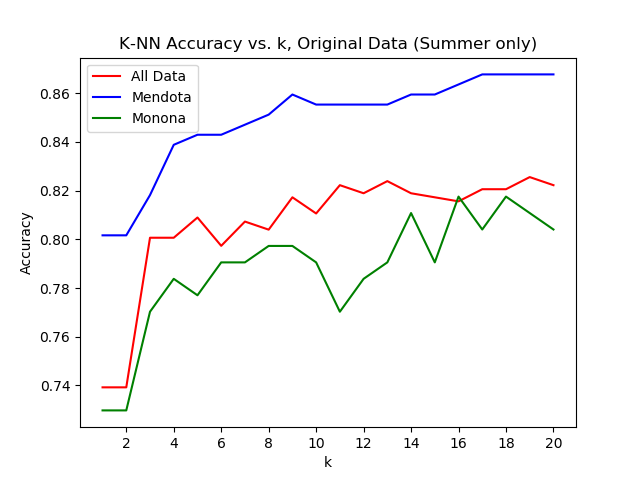 K-NN Accuracy vs. k, Original Data (Summer only)
All Data
Mendota
Monona
0.86
0.84
0.82
0.80
0.78
0.76
0.74
Accuracy
2 4 6 8 10 12 14 16 18 20
k